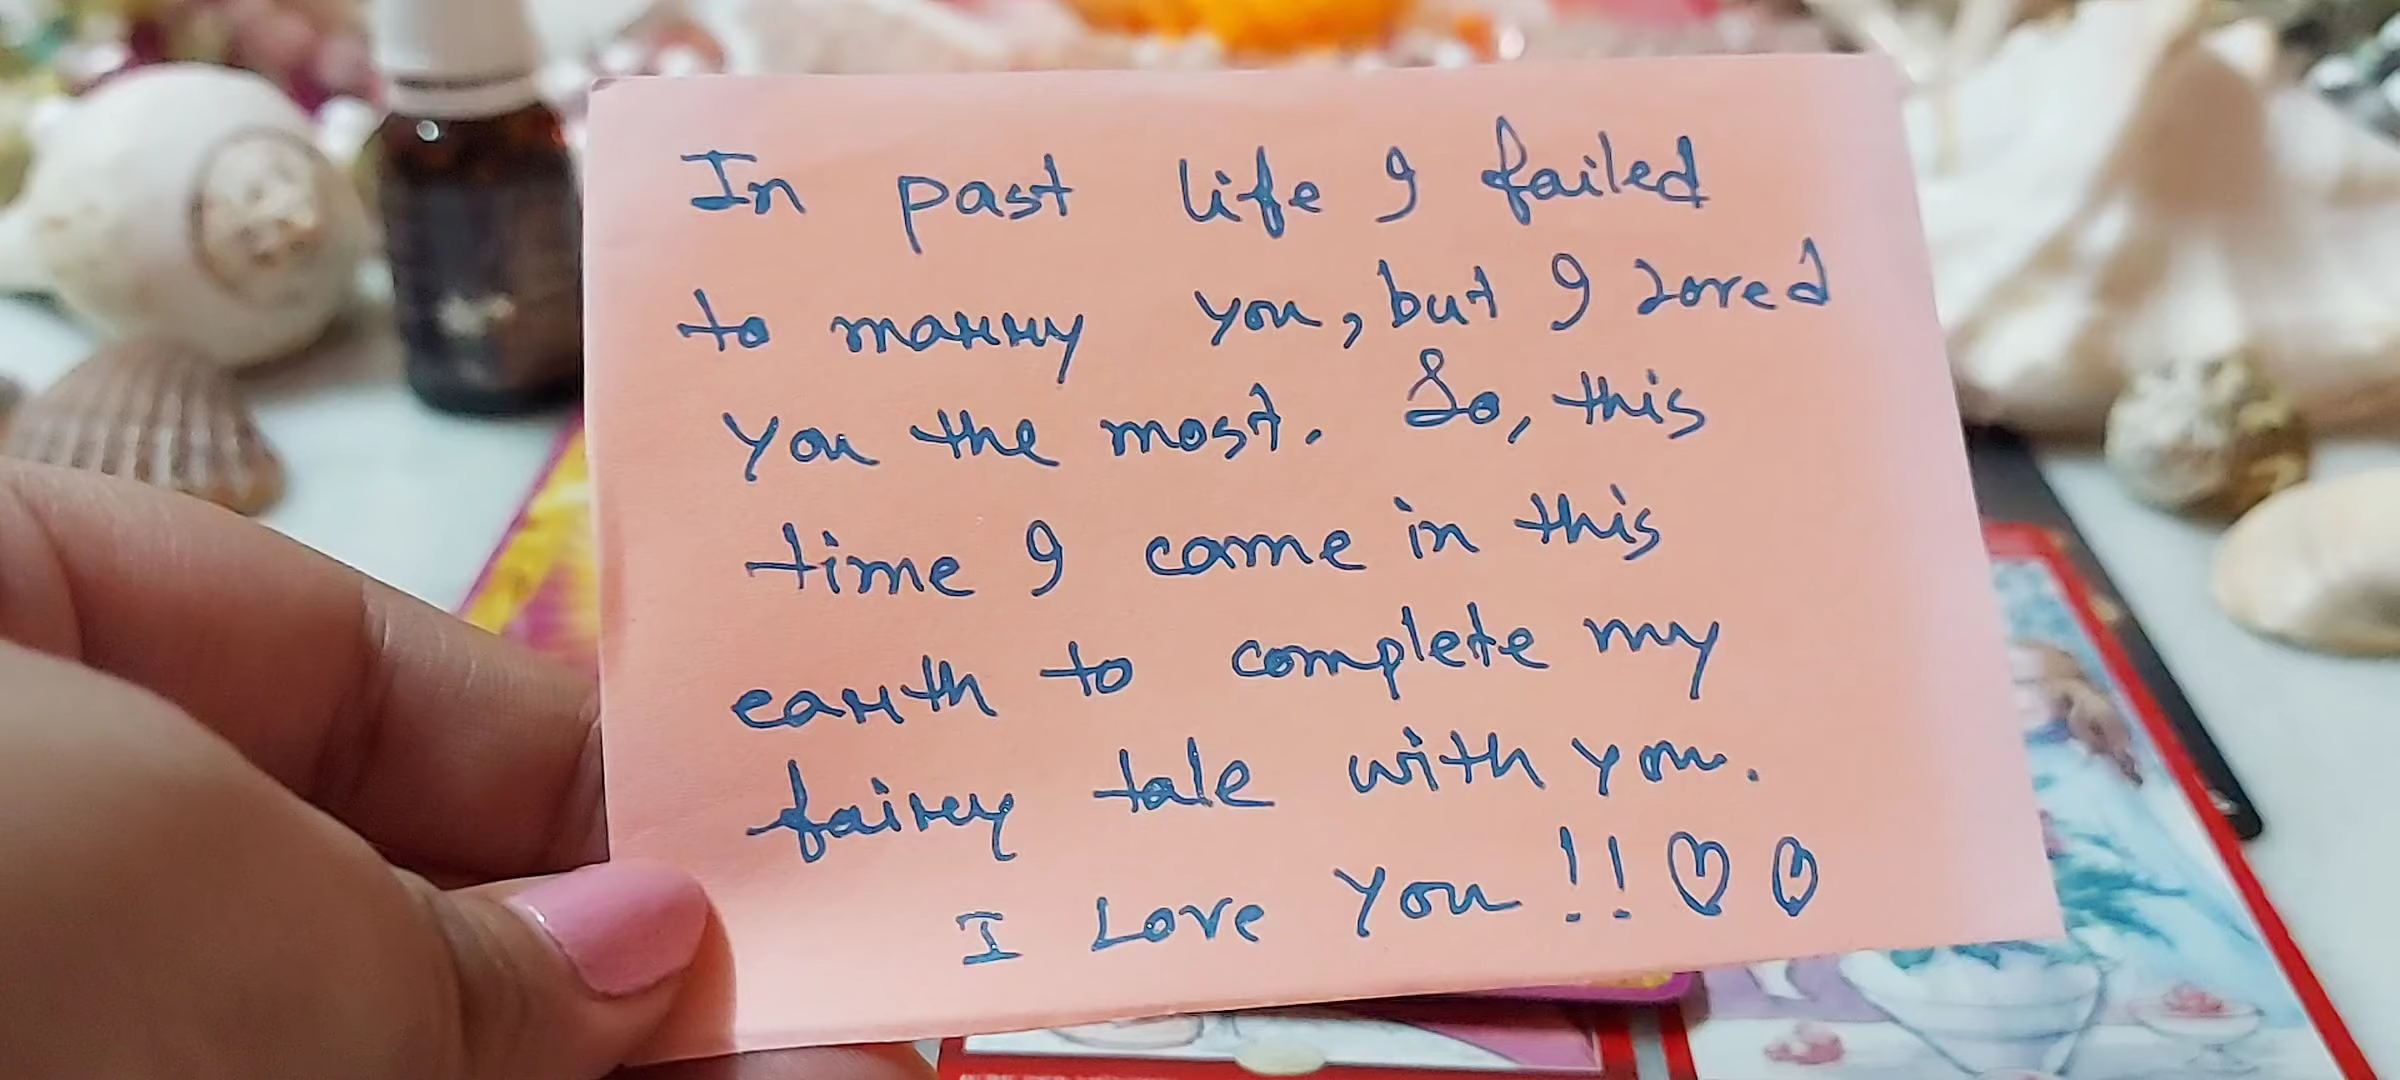 In past life I failed
to marry you, but I loved
you the most. So, this
time I came in this
earth to complete my
fairy tale with you.
I Love You!! ♡ ♡